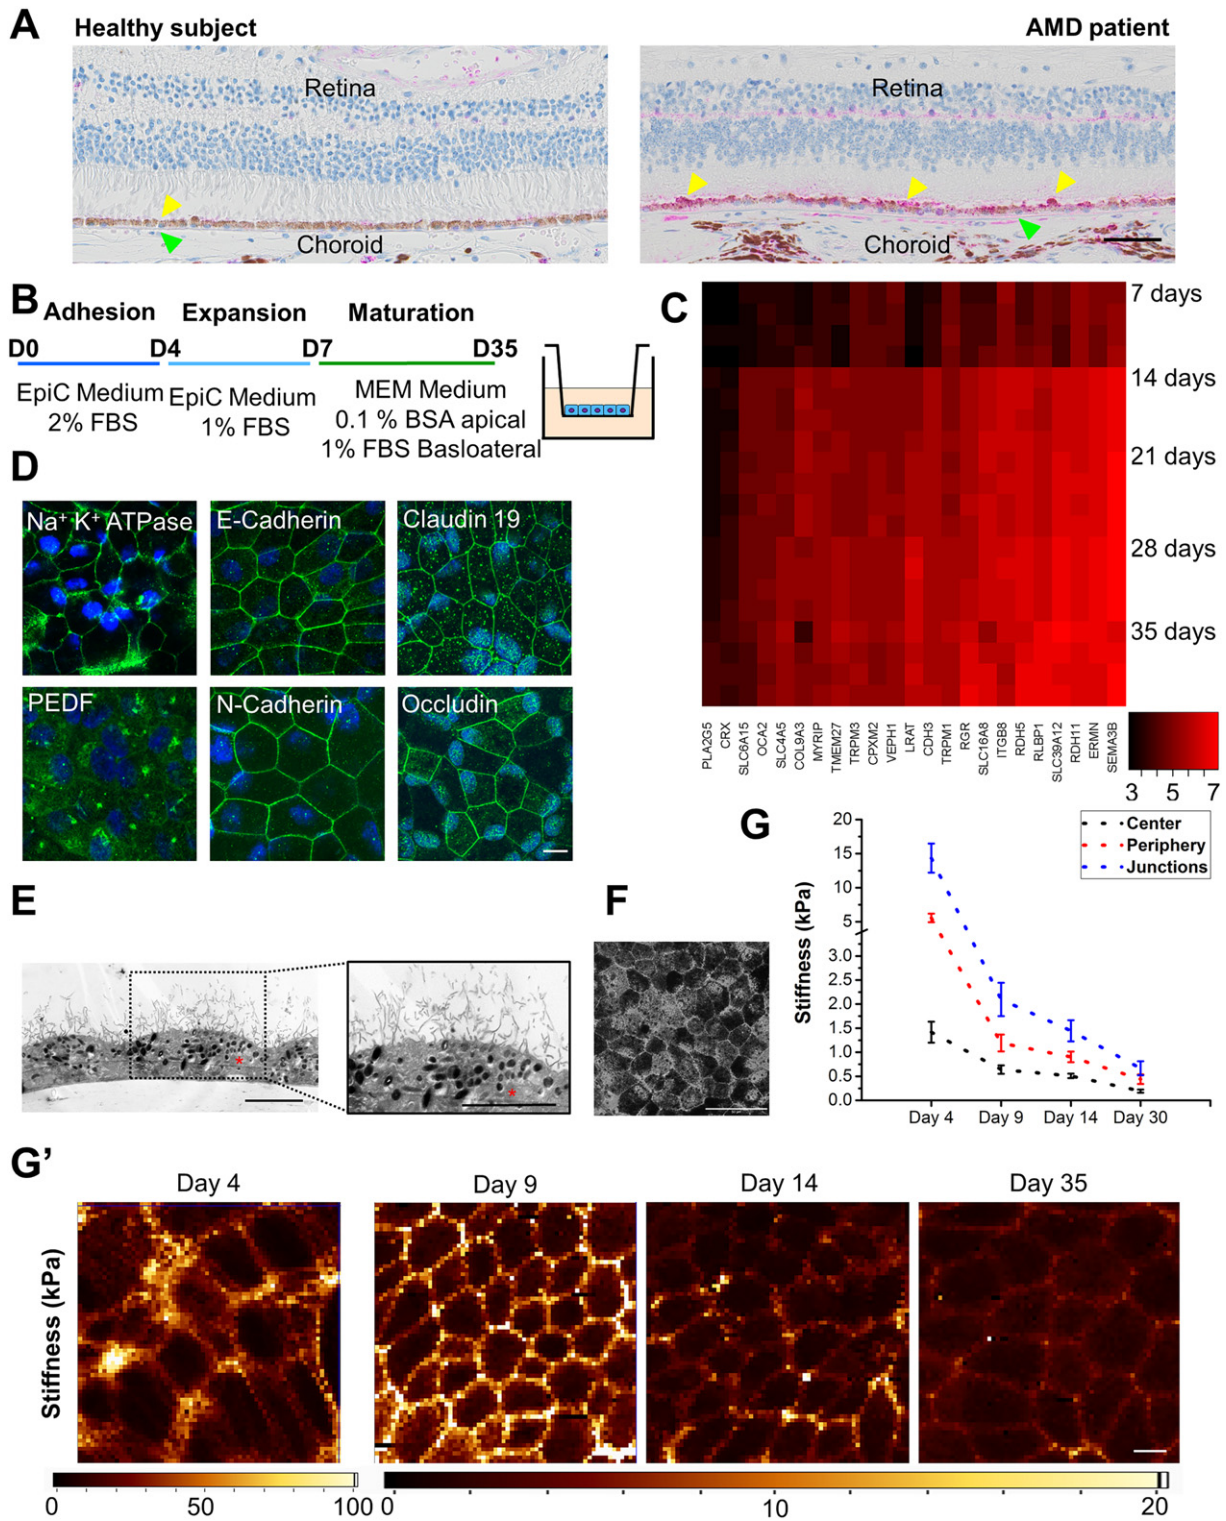 A
Healthy subject
AMD patient
Retina
Choroid
Retina
Choroid
B
Adhesion
Expansion
Maturation
D0
D4
D7
D35
EpiC Medium
2% FBS
EpiC Medium
1% FBS
MEM Medium
0.1 % BSA apical
1% FBS Basloateral
C
7 days
14 days
21 days
28 days
35 days
PLA2G5
CRX
SLC6A15
OCA2
SLC4A5
COL9A3
MYRIP
TMEM27
TRPM3
CPXM2
VEPH1
LRAT
CDH3
TRPM1
RGR
SLC16A8
ITGB8
RDH5
RLBP1
SLC39A12
RDH11
ERMN
SEMA3B
3 5 7
D
Na+ K+ ATPase
E-Cadherin
Claudin 19
PEDF
N-Cadherin
Occludin
E
*
*
F
G
Center
Periphery
Junctions
Stiffness (kPa)
20
15
10
5
3.0
2.5
2.0
1.5
1.0
0.5
0.0
Day 4 Day 9 Day 14 Day 30
G'
Day 4
Day 9
Day 14
Day 35
Stiffness (kPa)
0 50 100
0 10 20